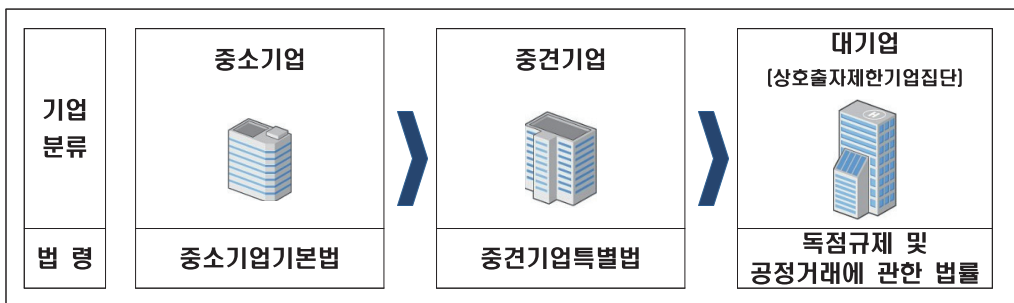 기업
분류
중소기업
중견기업
대기업
(상호출자제한기업집단)
H
법 령
중소기업기본법
중견기업특별법
독점규제 및
공정거래에 관한 법률